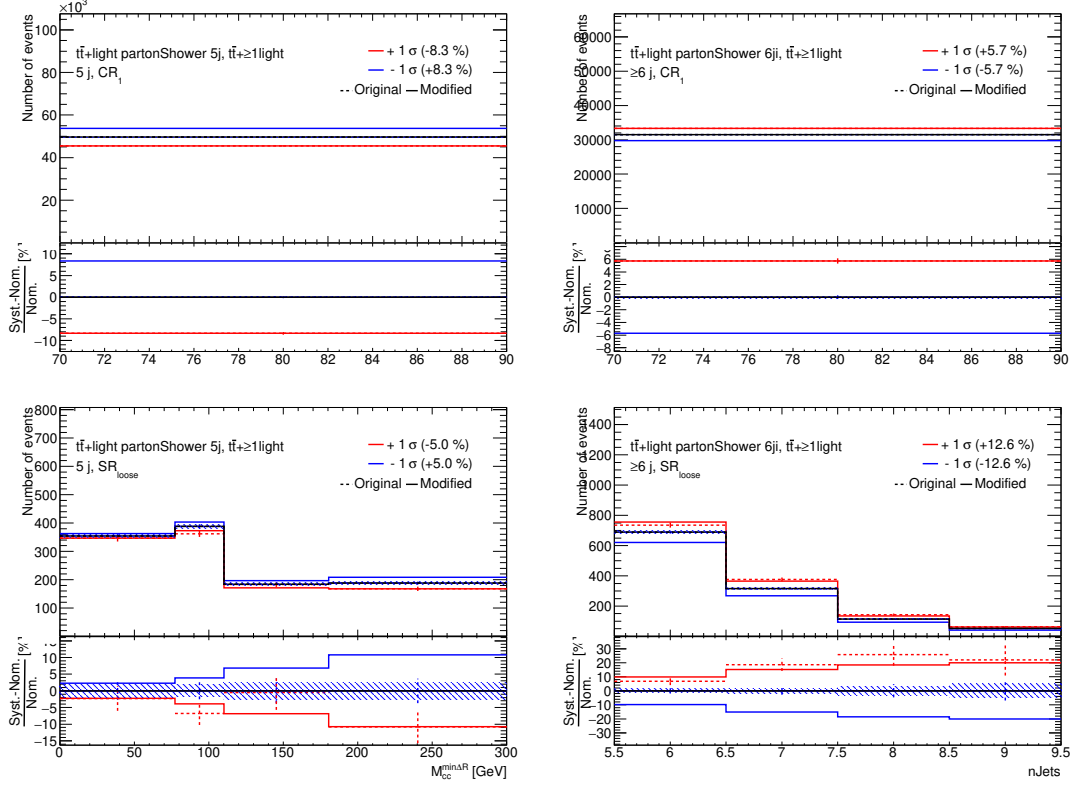 ×10³
Number of events
100
80
60
40
20
tt̄+light partonShower 5j, tt̄+≥1light
5 j, CR₁
+ 1 σ (-8.3 %)
- 1 σ (+8.3 %)
Original Modified
Syst.-Nom.
Nom.
[%]
10
5
0
−5
−10
70 72 74 76 78 80 82 84 86 88 90
Number of events
60000
50000
40000
30000
20000
10000
tt̄+light partonShower 6ji, tt̄+≥1light
≥6 j, CR₁
+ 1 σ (+5.7 %)
- 1 σ (-5.7 %)
Original Modified
Syst.-Nom.
Nom.
[%]
6
4
2
0
−2
−4
−6
−8
70 72 74 76 78 80 82 84 86 88 90
Number of events
800
700
600
500
400
300
200
100
tt̄+light partonShower 5j, tt̄+≥1light
5 j, SR_loose
+ 1 σ (-5.0 %)
- 1 σ (+5.0 %)
Original Modified
Syst.-Nom.
Nom.
[%]
10
5
0
−5
−10
−15
0 50 100 150 200 250 300
M_cc^minΔR [GeV]
Number of events
1400
1200
1000
800
600
400
200
tt̄+light partonShower 6ji, tt̄+≥1light
≥6 j, SR_loose
+ 1 σ (+12.6 %)
- 1 σ (-12.6 %)
Original Modified
Syst.-Nom.
Nom.
[%]
30
20
10
0
−10
−20
−30
5.5 6 6.5 7 7.5 8 8.5 9 9.5
nJets